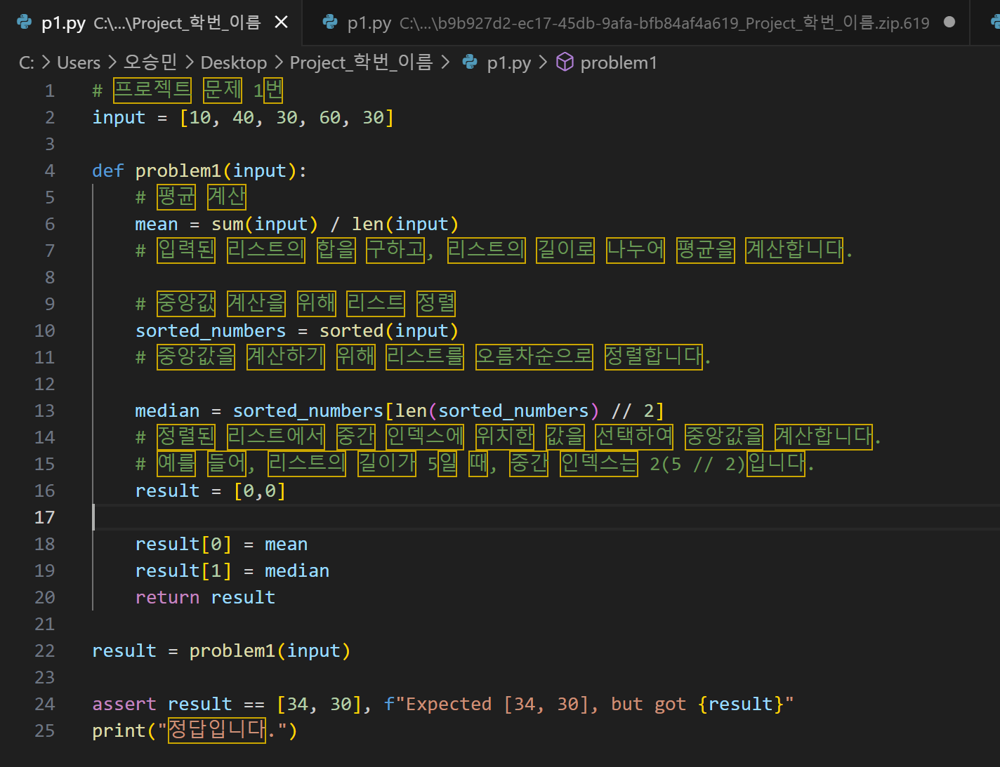 p1.py C:\...\Project_학번_이름
p1.py C:\...\b9b927d2-ec17-45db-9afa-bfb84af4a619_Project_학번_이름.zip.619
C: > Users > 오승민 > Desktop > Project_학번_이름 > p1.py > problem1
1 # 프로젝트 문제 1번
2 input = [10, 40, 30, 60, 30]
3
4 def problem1(input):
5 # 평균 계산
6 mean = sum(input) / len(input)
7 # 입력된 리스트의 합을 구하고, 리스트의 길이로 나누어 평균을 계산합니다.
8
9 # 중앙값 계산을 위해 리스트 정렬
10 sorted_numbers = sorted(input)
11 # 중앙값을 계산하기 위해 리스트를 오름차순으로 정렬합니다.
12
13 median = sorted_numbers[len(sorted_numbers) // 2]
14 # 정렬된 리스트에서 중간 인덱스에 위치한 값을 선택하여 중앙값을 계산합니다.
15 # 예를 들어, 리스트의 길이가 5일 때, 중간 인덱스는 2(5 // 2)입니다.
16 result = [0,0]
17
18 result[0] = mean
19 result[1] = median
20 return result
21
22 result = problem1(input)
23
24 assert result == [34, 30], f"Expected [34, 30], but got {result}"
25 print("정답입니다.")